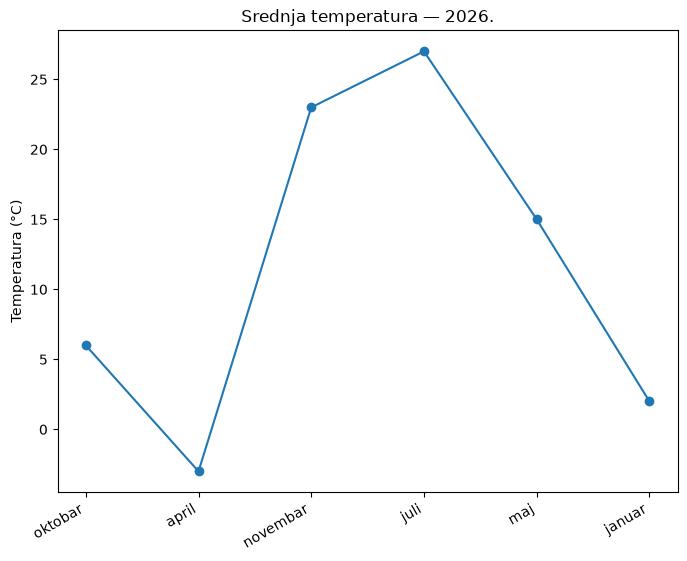 Srednja temperatura — 2026.
Temperatura (°C)
25
20
15
10
5
0
oktobar
april
novembar
juli
maj
januar